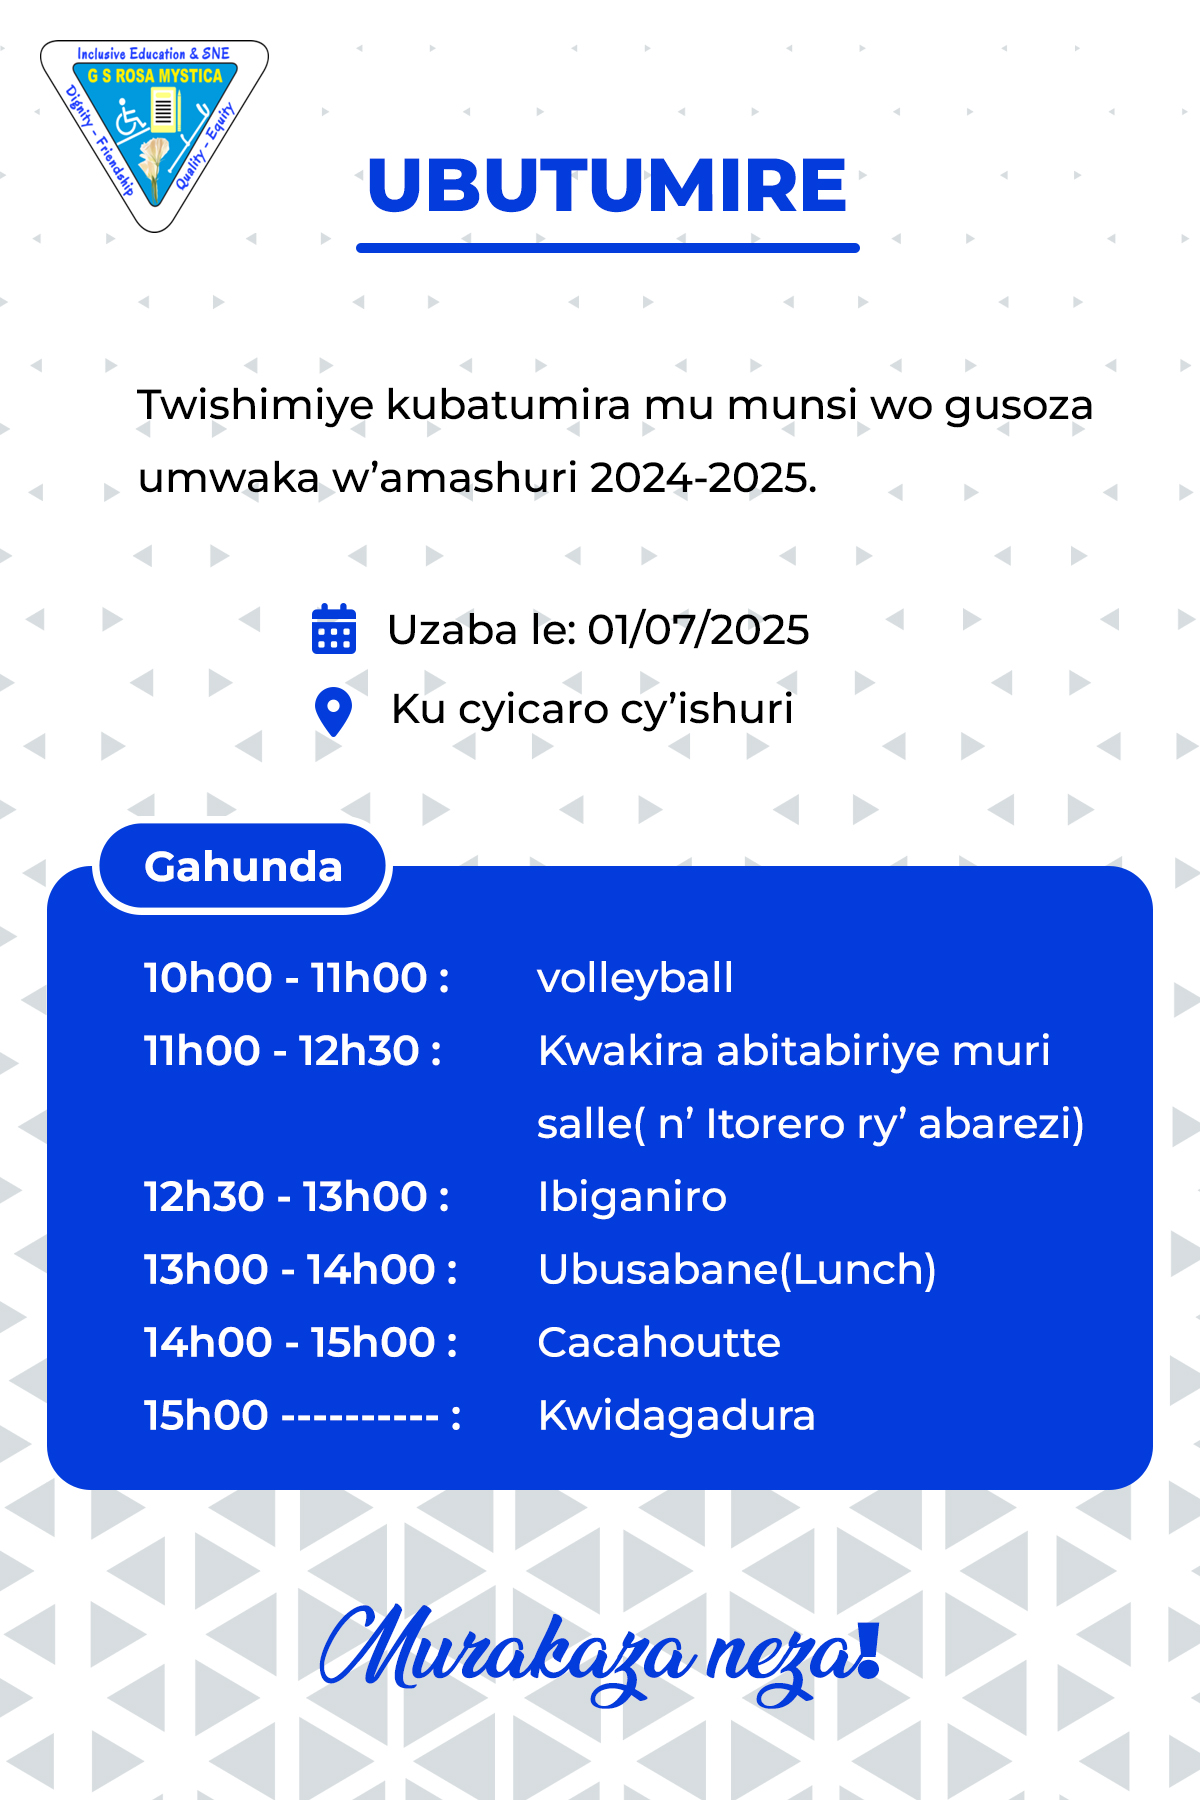 Inclusive Education & SNE
G S ROSA MYSTICA
Dignity - Friendship
Quality - Equity
UBUTUMIRE
Twishimiye kubatumira mu munsi wo gusoza
umwaka w’amashuri 2024-2025.
Uzaba le: 01/07/2025
Ku cyicaro cy’ishuri
Gahunda
10h00 - 11h00 : volleyball
11h00 - 12h30 : Kwakira abitabiriye muri
salle( n’ Itorero ry’ abarezi)
12h30 - 13h00 : Ibiganiro
13h00 - 14h00 : Ubusabane(Lunch)
14h00 - 15h00 : Cacahoutte
15h00 ---------- : Kwidagadura
Murakaza neza!